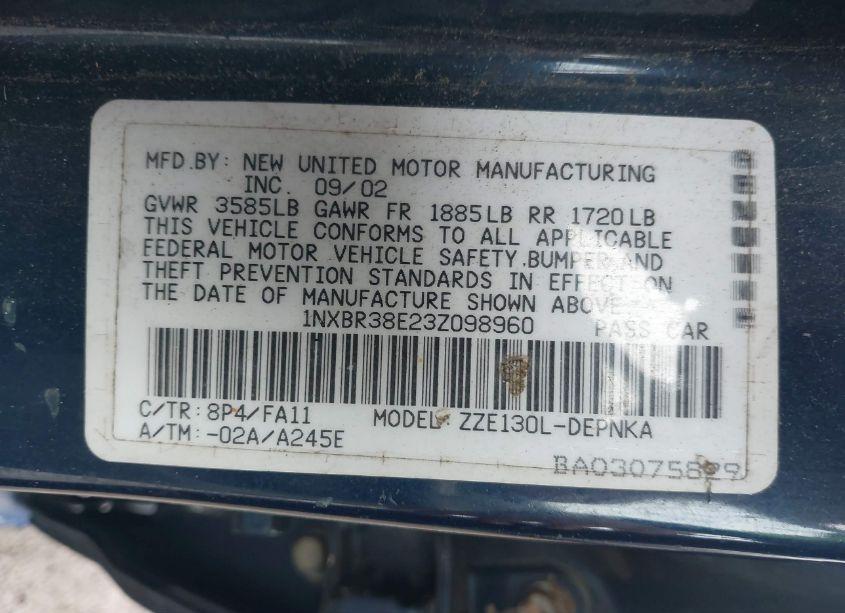 MFD.BY: NEW UNITED MOTOR MANUFACTURING
INC. 09/02
GVWR 3585LB GAWR FR 1885LB RR 1720LB
THIS VEHICLE CONFORMS TO ALL APPLICABLE
FEDERAL MOTOR VEHICLE SAFETY.BUMPER AND
THEFT PREVENTION STANDARDS IN EFFECT ON
THE DATE OF MANUFACTURE SHOWN ABOVE.
1NXBR38E23Z098960 PASS CAR
C/TR: 8P4/FA11 MODEL: ZZE130L-DEPNKA
A/TM: -02A/A245E
BA03075829